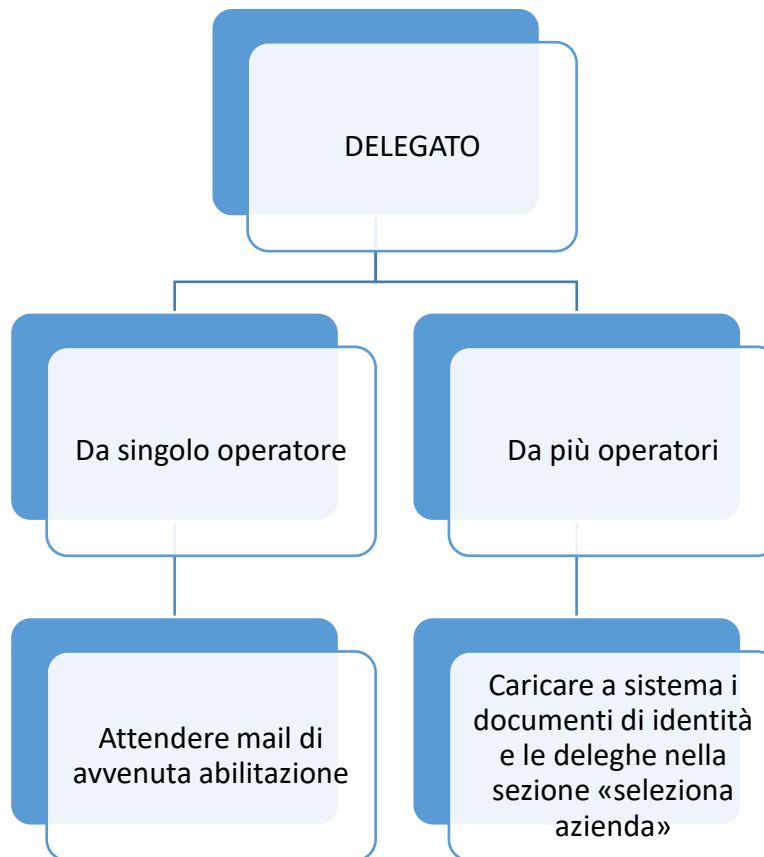 DELEGATO
Da singolo operatore
Da più operatori
Attendere mail di
avvenuta abilitazione
Caricare a sistema i
documenti di identità
e le deleghe nella
sezione «seleziona
azienda»